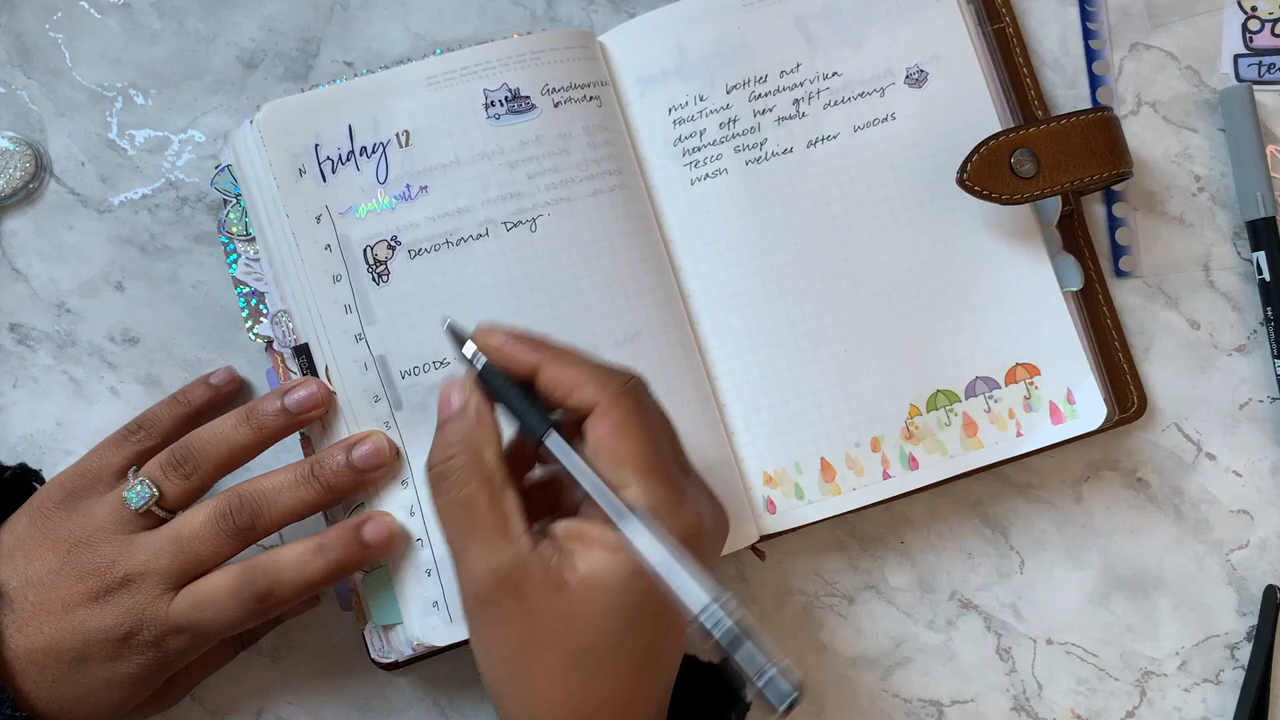 Gandharvika
birthday
N
Friday 12
workout
8
9
Devotional Day.
10
11
12
1
WOODS.
2
3
5
6
7
8
9
milk bottles out
FaceTime Gandharvika
drop off her gift
homeschool table delivery
Tesco shop
wash wellies after woods